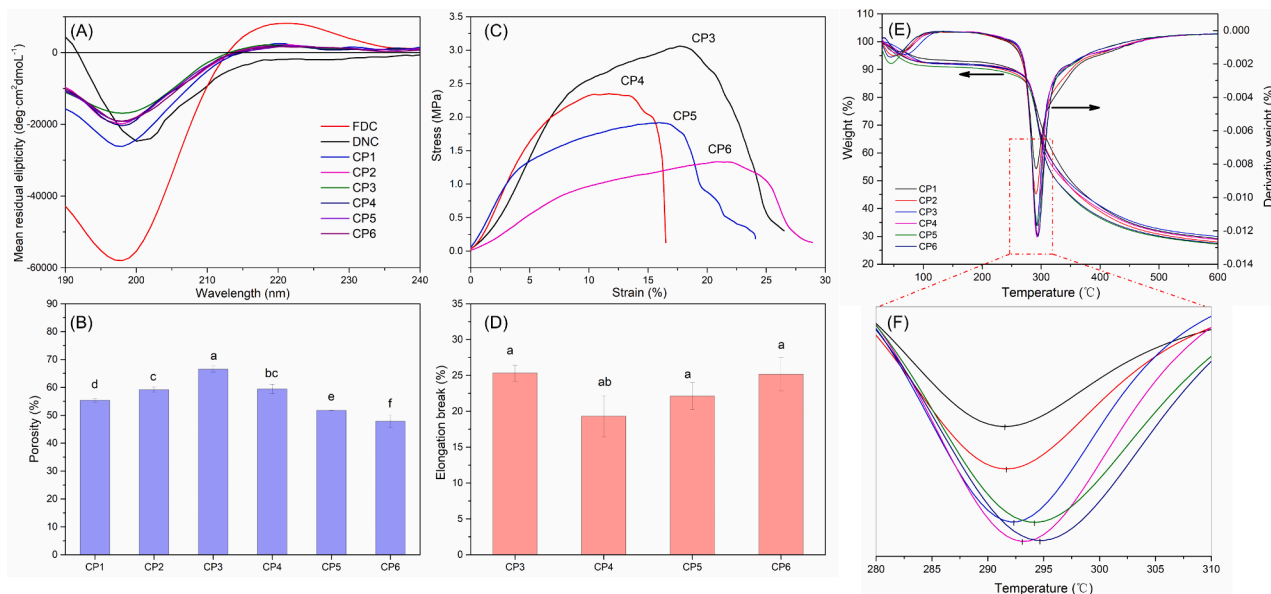 (A)
Mean residual elipticity (deg·cm²dmoL⁻¹)
0
-20000
-40000
-60000
190 200 210 220 230 240
Wavelength (nm)
FDC
DNC
CP1
CP2
CP3
CP4
CP5
CP6
(B)
Porosity (%)
90
80
70
60
50
40
30
20
10
0
d c a bc e f
CP1 CP2 CP3 CP4 CP5 CP6
(C)
Stress (MPa)
3.5
3.0
2.5
2.0
1.5
1.0
0.5
0.0
CP3
CP4
CP5
CP6
0 5 10 15 20 25 30
Strain (%)
(D)
Elongation break (%)
35
30
25
20
15
10
5
0
a ab a a
CP3 CP4 CP5 CP6
(E)
Weight (%)
110
100
90
80
70
60
50
40
30
20
CP1
CP2
CP3
CP4
CP5
CP6
0.000
-0.002
-0.004
-0.006
-0.008
-0.010
-0.012
-0.014
Derivative weight (%)
100 200 300 400 500 600
Temperature (℃)
(F)
280 285 290 295 300 305 310
Temperature (℃)